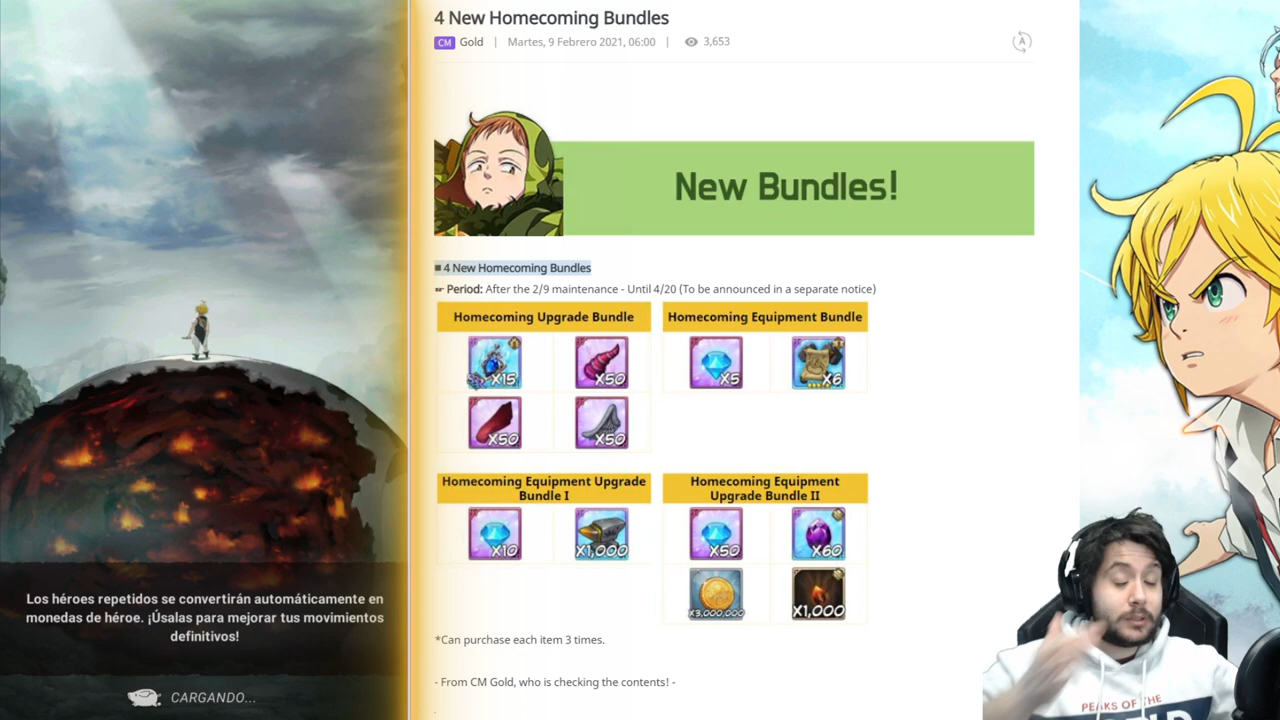 4 New Homecoming Bundles
CM Gold | Martes, 9 Febrero 2021, 06:00 | 3,653
A
New Bundles!
■ 4 New Homecoming Bundles
☛ Period: After the 2/9 maintenance - Until 4/20 (To be announced in a separate notice)
Homecoming Upgrade Bundle
Homecoming Equipment Bundle
X15
X50
X5
X6
X50
X50
Homecoming Equipment Upgrade
Bundle I
Homecoming Equipment
Upgrade Bundle II
X10
X1,000
X50
X60
X3,000,000
X1,000
*Can purchase each item 3 times.
- From CM Gold, who is checking the contents! -
.
Los héroes repetidos se convertirán automáticamente en
monedas de héroe. ¡Úsalas para mejorar tus movimientos
definitivos!
CARGANDO...
PEAKS OF THE